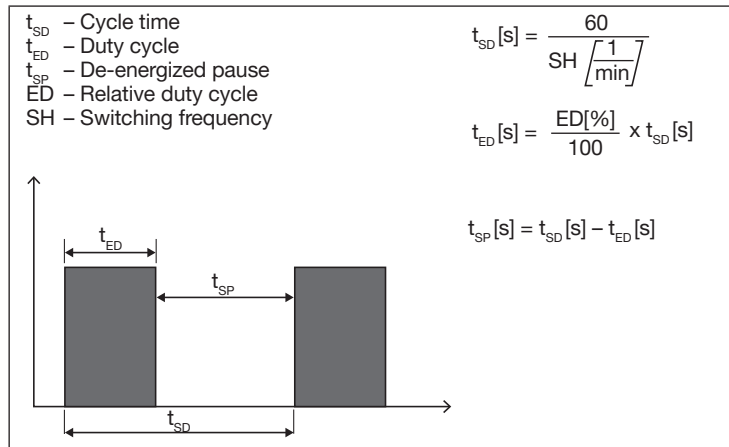 t_SD – Cycle time
t_ED – Duty cycle
t_SP – De-energized pause
ED – Relative duty cycle
SH – Switching frequency
t_SD [s] = 60 / SH [1/min]
t_ED [s] = ED[%] / 100 x t_SD [s]
t_SP [s] = t_SD [s] – t_ED [s]
t_ED
t_SP
t_SD